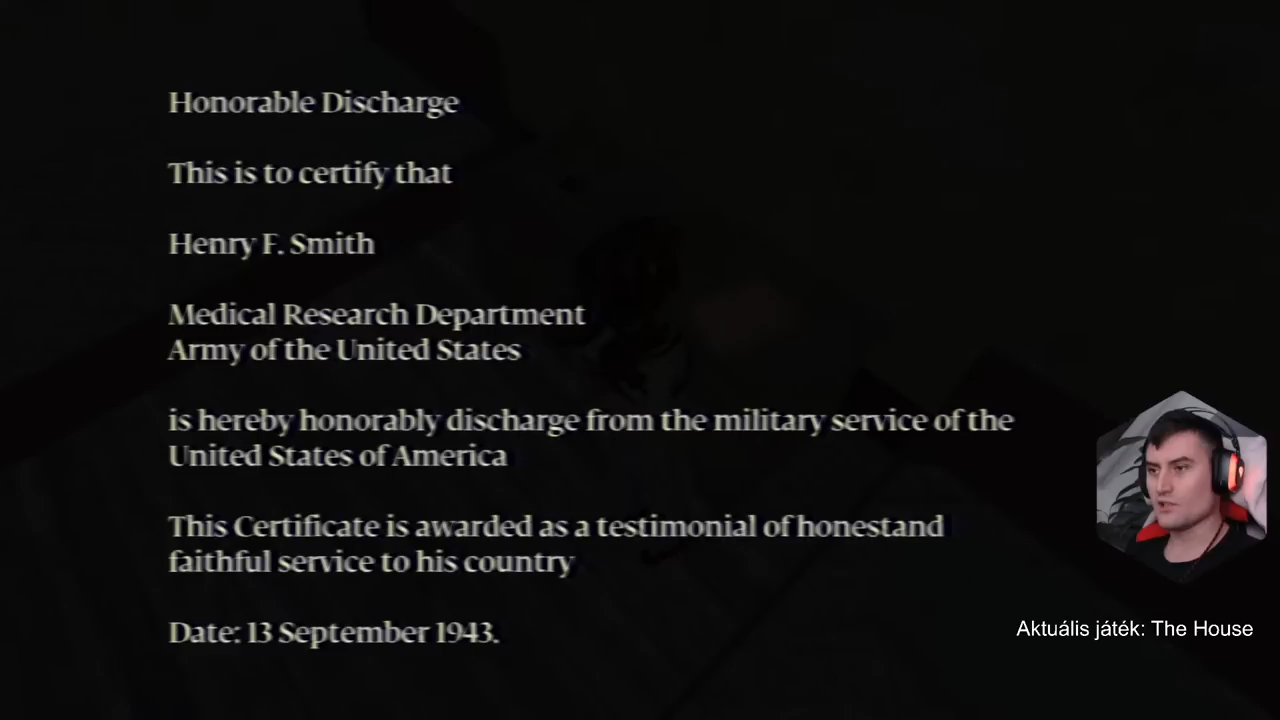 Honorable Discharge
This is to certify that
Henry F. Smith
Medical Research Department
Army of the United States
is hereby honorably discharge from the military service of the
United States of America
This Certificate is awarded as a testimonial of honestand
faithful service to his country
Date: 13 September 1943.
Aktuális játék: The House